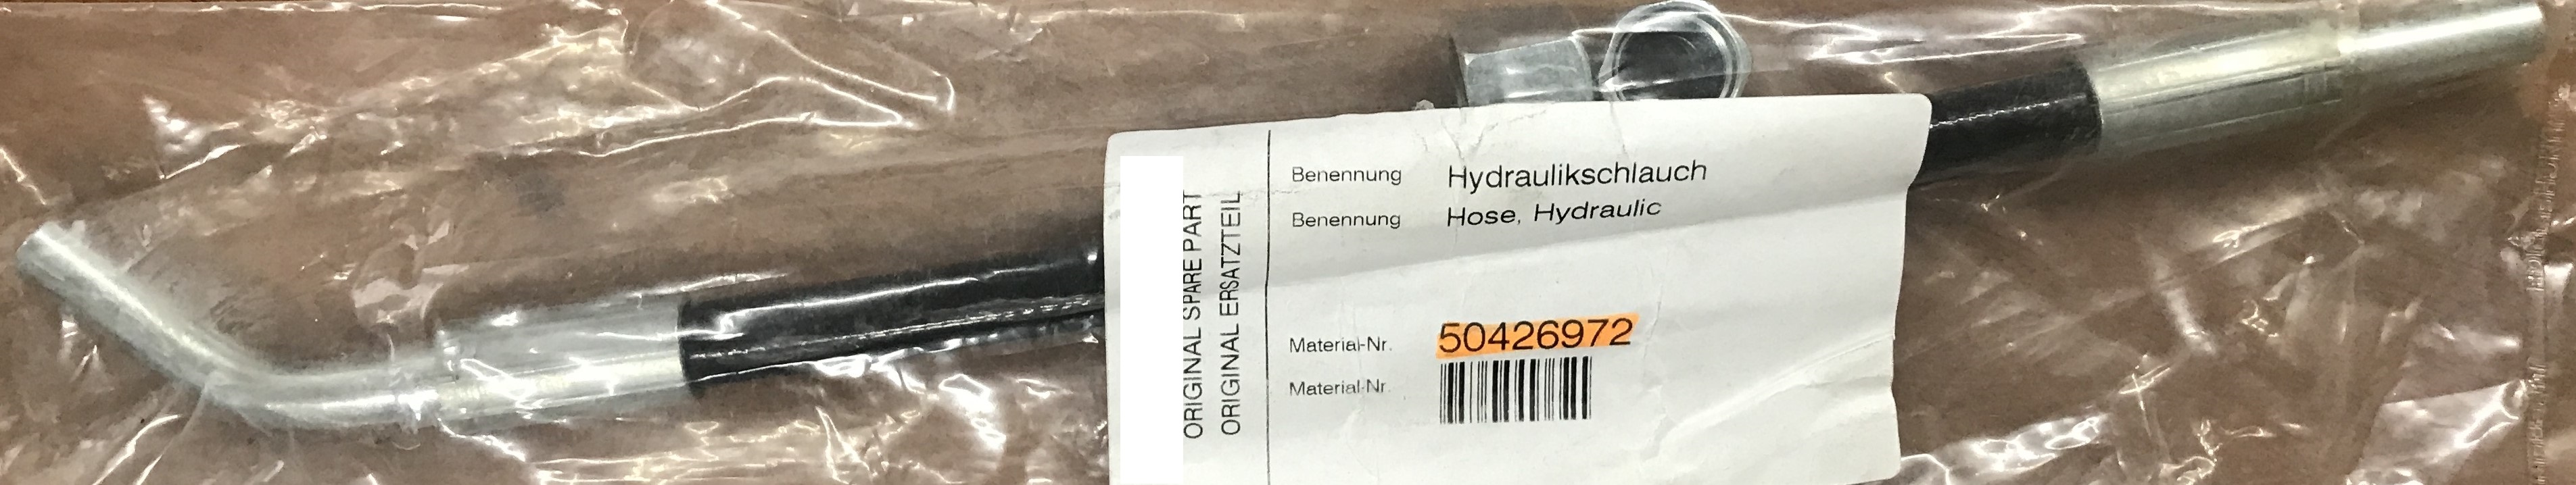 ORIGINAL SPARE PART
ORIGINAL ERSATZTEIL
Benennung Hydraulikschlauch
Benennung Hose, Hydraulic
Material-Nr. 50426972
Material-Nr.